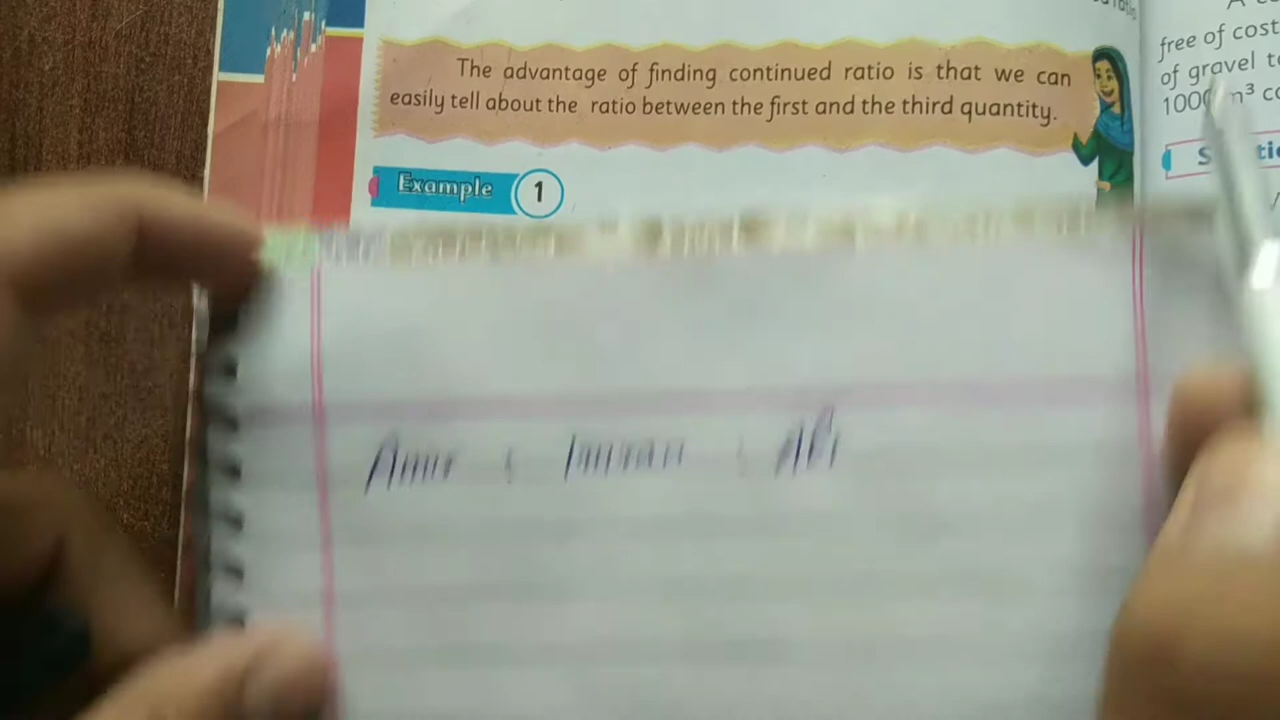 The advantage of finding continued ratio is that we can
easily tell about the ratio between the first and the third quantity.
Example 1
Amir : Imran : Ali
free of cost
of gravel
m³